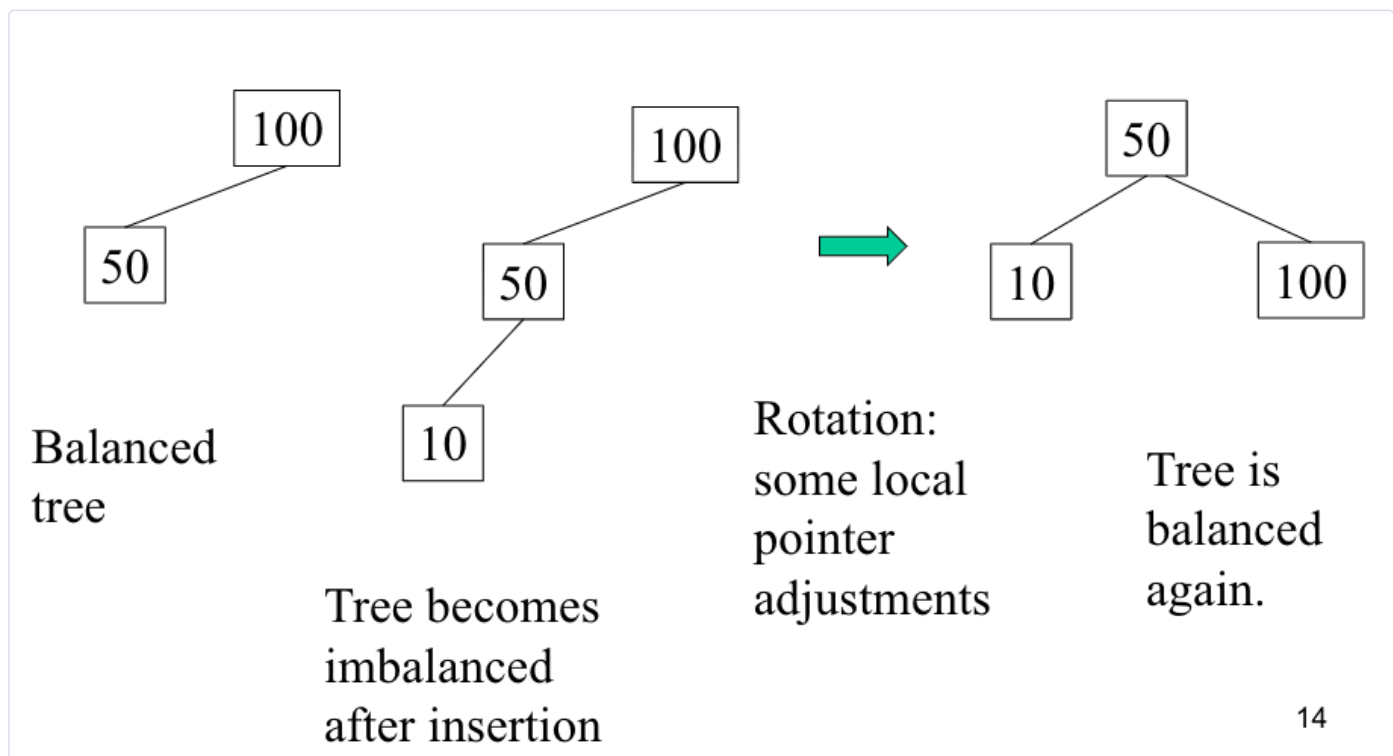 100
50
Balanced
tree
100
50
10
Tree becomes
imbalanced
after insertion
Rotation:
some local
pointer
adjustments
50
10
100
Tree is
balanced
again.
14